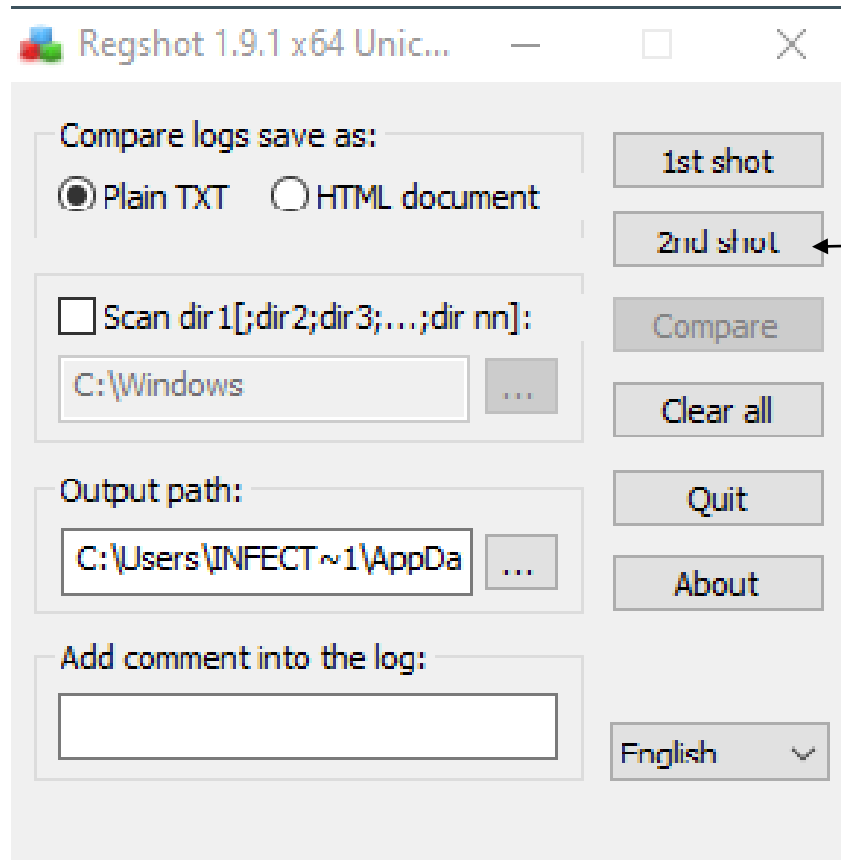 Regshot 1.9.1 x64 Unic...
Compare logs save as:
Plain TXT HTML document
1st shot
2nd shot
Scan dir1[;dir2;dir3;...;dir nn]:
C:\Windows
...
Compare
Clear all
Output path:
C:\Users\INFECT~1\AppDa
...
Quit
About
Add comment into the log:
English